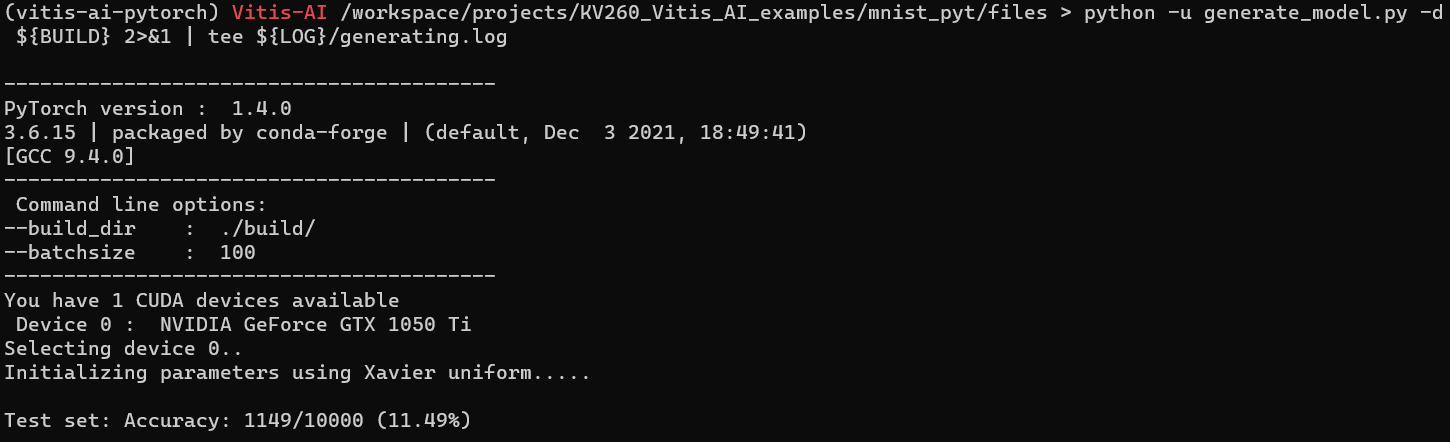 (vitis-ai-pytorch) Vitis-AI /workspace/projects/KV260_Vitis_AI_examples/mnist_pyt/files > python -u generate_model.py -d
 ${BUILD} 2>&1 | tee ${LOG}/generating.log
-----------------------------------------
PyTorch version :  1.4.0
3.6.15 | packaged by conda-forge | (default, Dec  3 2021, 18:49:41)
[GCC 9.4.0]
-----------------------------------------
 Command line options:
--build_dir    :  ./build/
--batchsize    :  100
-----------------------------------------
You have 1 CUDA devices available
 Device 0 :  NVIDIA GeForce GTX 1050 Ti
Selecting device 0..
Initializing parameters using Xavier uniform.....
Test set: Accuracy: 1149/10000 (11.49%)